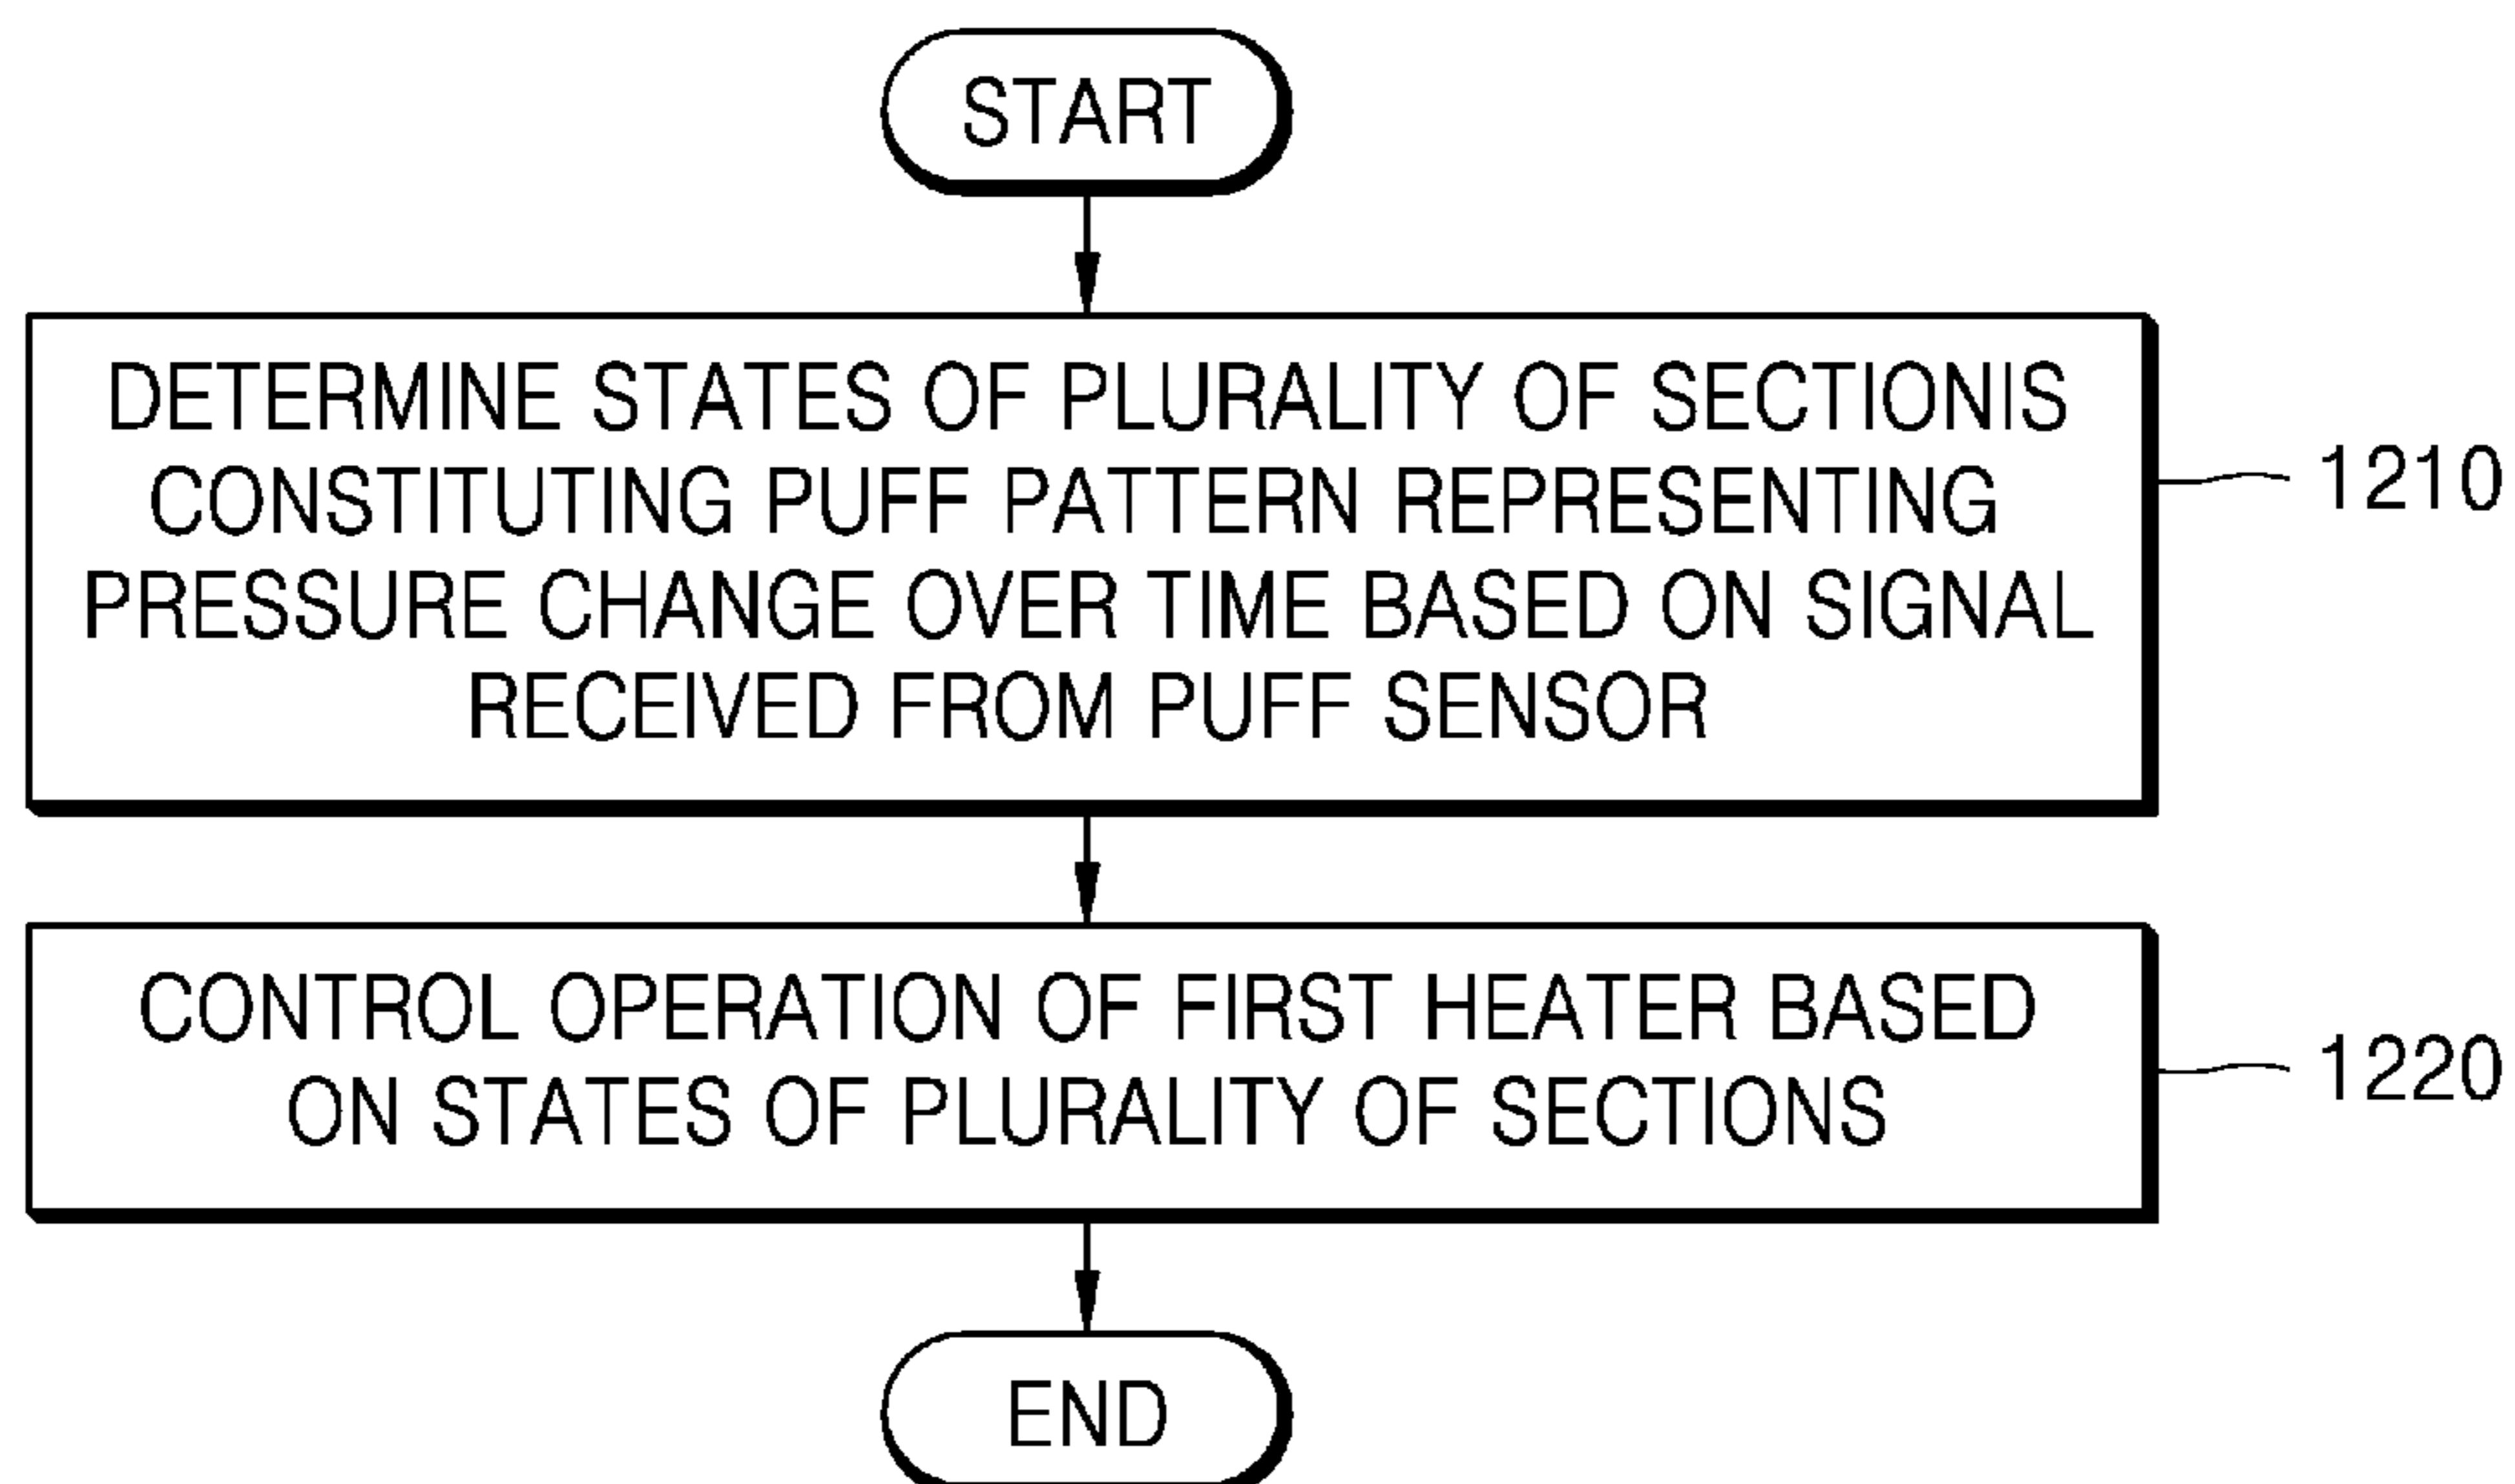 START
DETERMINE STATES OF PLURALITY OF SECTIONIS
CONSTITUTING PUFF PATTERN REPRESENTING
PRESSURE CHANGE OVER TIME BASED ON SIGNAL
RECEIVED FROM PUFF SENSOR
1210
CONTROL OPERATION OF FIRST HEATER BASED
ON STATES OF PLURALITY OF SECTIONS
1220
END